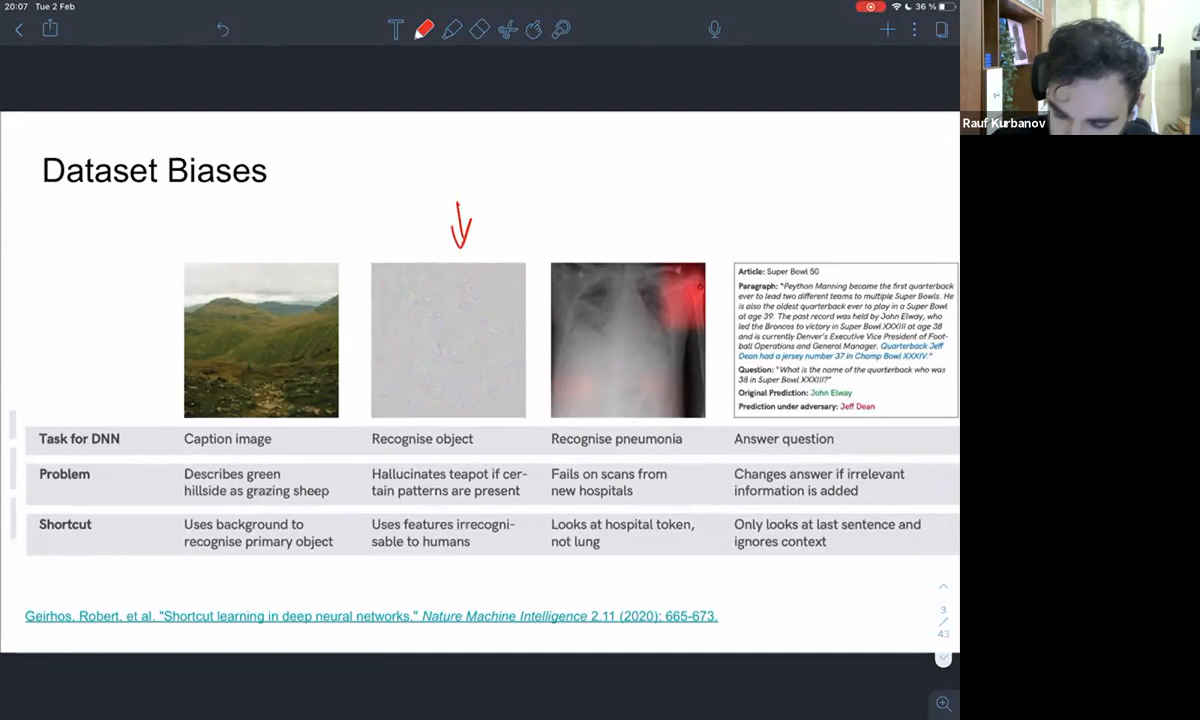 20:07 Tue 2 Feb
36 %
Rauf Kurbanov
Dataset Biases
Article: Super Bowl 50
Paragraph: "Peython Manning became the first quarterback
ever to lead two different teams to multiple Super Bowls. He
is also the oldest quarterback ever to play in a Super Bowl
at age 39. The past record was held by John Elway, who
led the Broncos to victory in Super Bowl XXXIII at age 38
and is currently Denver's Executive Vice President of Foot-
ball Operations and General Manager. Quarterback Jeff
Dean had a jersey number 37 in Champ Bowl XXXIV."
Question: "What is the name of the quarterback who was
38 in Super Bowl XXXIII?"
Original Prediction: John Elway
Prediction under adversary: Jeff Dean
Task for DNN Caption image Recognise object Recognise pneumonia Answer question
Problem Describes green Hallucinates teapot if cer- Fails on scans from Changes answer if irrelevant
hillside as grazing sheep tain patterns are present new hospitals information is added
Shortcut Uses background to Uses features irrecogni- Looks at hospital token, Only looks at last sentence and
recognise primary object sable to humans not lung ignores context
Geirhos, Robert, et al. "Shortcut learning in deep neural networks." Nature Machine Intelligence 2.11 (2020): 665-673.
3
/
43